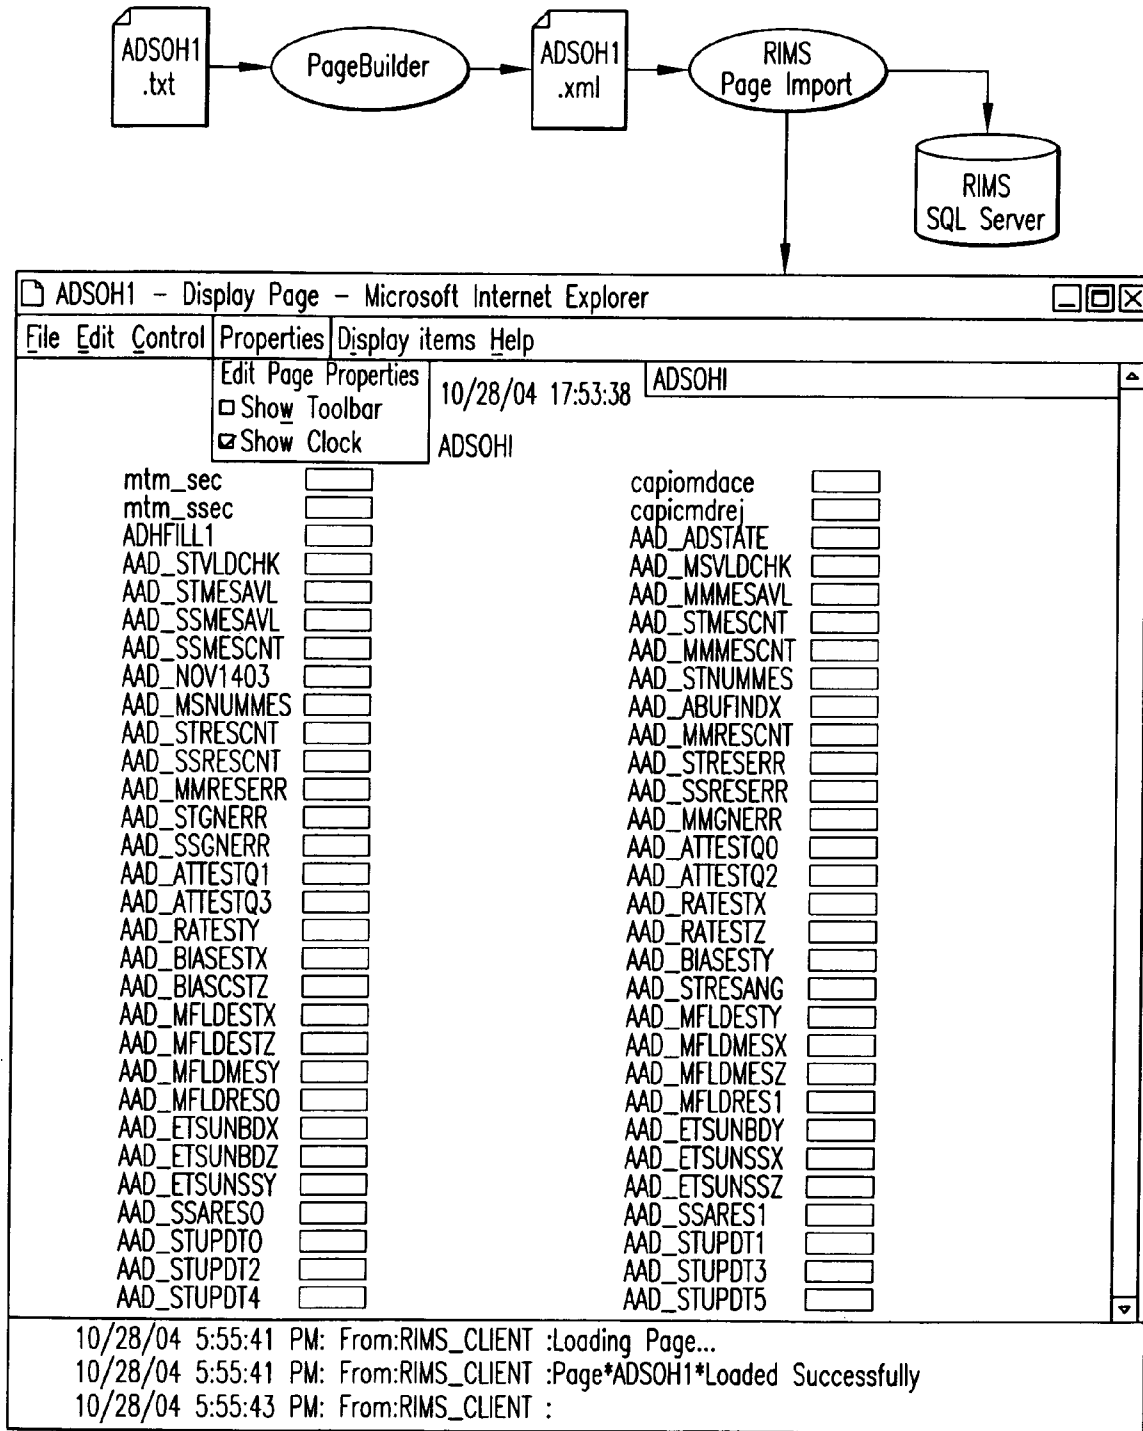 ADSOH1
.txt
PageBuilder
ADSOH1
.xml
RIMS
Page Import
RIMS
SQL Server
ADSOH1 – Display Page – Microsoft Internet Explorer
File Edit Control Properties Display items Help
Edit Page Properties
Show Toolbar
Show Clock
10/28/04 17:53:38
ADSOHI
ADSOHI
mtm_sec capiomdace
mtm_ssec capicmdrej
ADHFILL1 AAD_ADSTATE
AAD_STVLDCHK AAD_MSVLDCHK
AAD_STMESAVL AAD_MMMESAVL
AAD_SSMESAVL AAD_STMESCNT
AAD_SSMESCNT AAD_MMMESCNT
AAD_NOV1403 AAD_STNUMMES
AAD_MSNUMMES AAD_ABUFINDX
AAD_STRESCNT AAD_MMRESCNT
AAD_SSRESCNT AAD_STRESERR
AAD_MMRESERR AAD_SSRESERR
AAD_STGNERR AAD_MMGNERR
AAD_SSGNERR AAD_ATTESTQ0
AAD_ATTESTQ1 AAD_ATTESTQ2
AAD_ATTESTQ3 AAD_RATESTX
AAD_RATESTY AAD_RATESTZ
AAD_BIASESTX AAD_BIASESTY
AAD_BIASCSTZ AAD_STRESANG
AAD_MFLDESTX AAD_MFLDESTY
AAD_MFLDESTZ AAD_MFLDMESX
AAD_MFLDMESY AAD_MFLDMESZ
AAD_MFLDRESO AAD_MFLDRES1
AAD_ETSUNBDX AAD_ETSUNBDY
AAD_ETSUNBDZ AAD_ETSUNSSX
AAD_ETSUNSSY AAD_ETSUNSSZ
AAD_SSARESO AAD_SSARES1
AAD_STUPDTO AAD_STUPDT1
AAD_STUPDT2 AAD_STUPDT3
AAD_STUPDT4 AAD_STUPDT5
10/28/04 5:55:41 PM: From:RIMS_CLIENT :Loading Page...
10/28/04 5:55:41 PM: From:RIMS_CLIENT :Page*ADSOH1*Loaded Successfully
10/28/04 5:55:43 PM: From:RIMS_CLIENT :